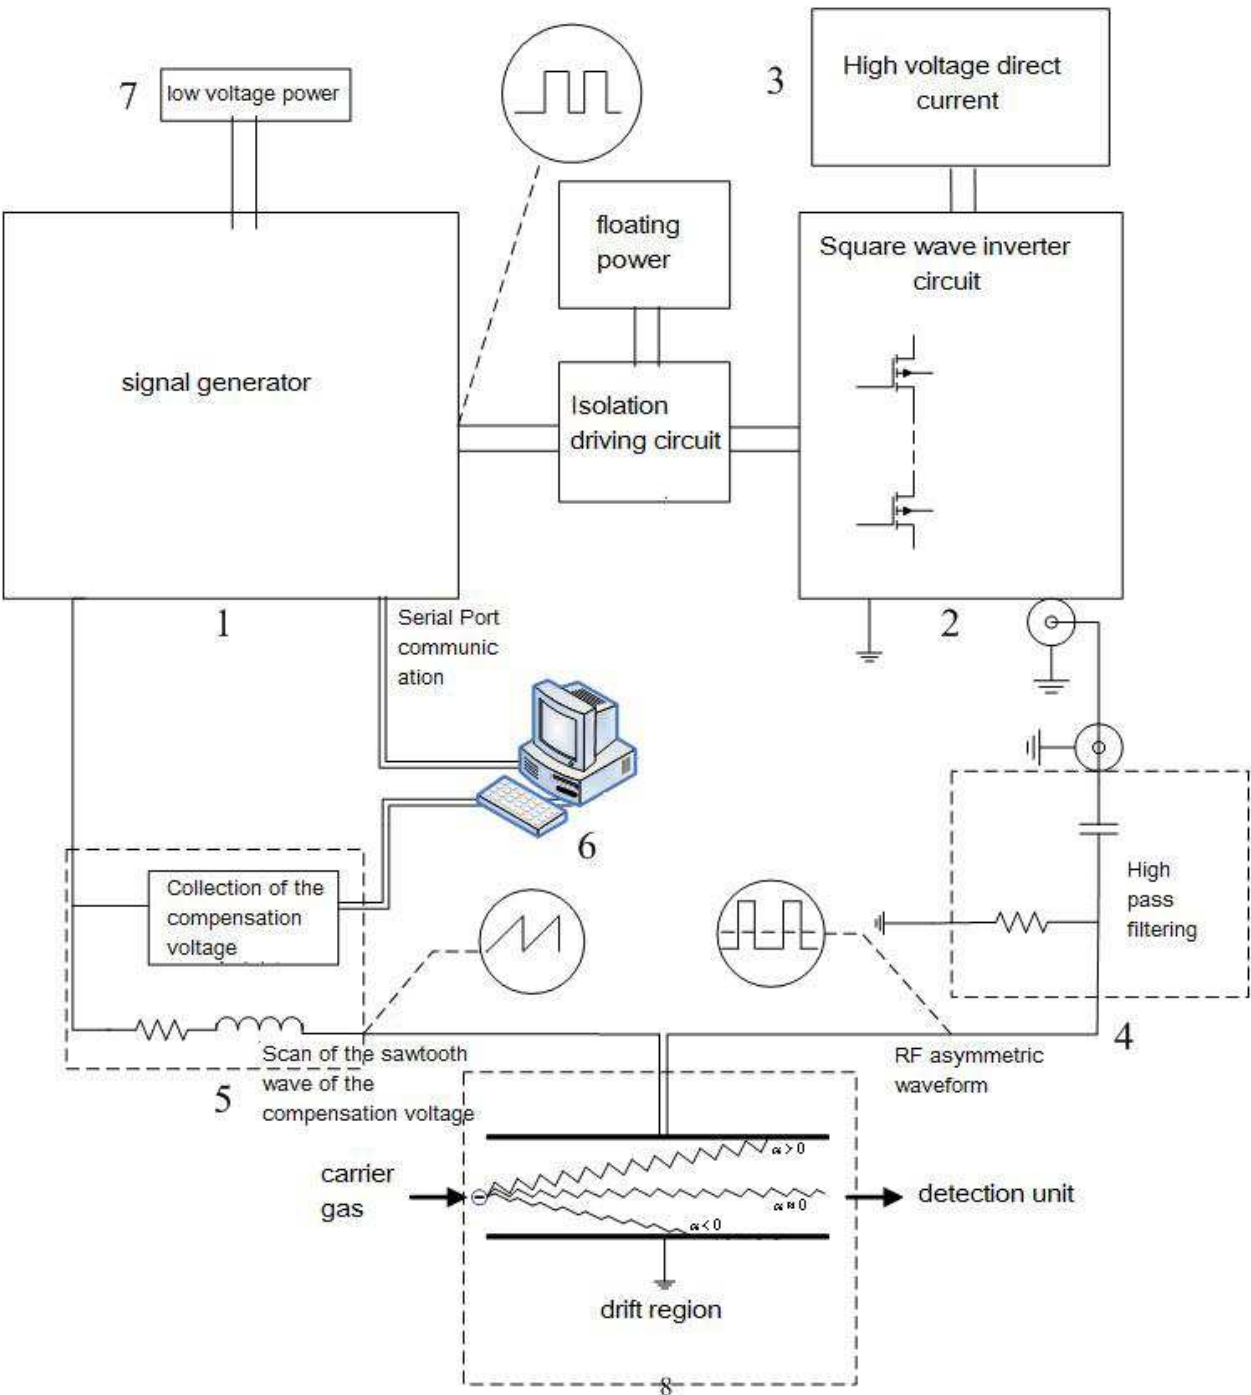 7
low voltage power
3
High voltage direct
current
floating
power
Square wave inverter
circuit
signal generator
Isolation
driving circuit
1
Serial Port
communic
ation
2
6
Collection of the
compensation
voltage
High
pass
filtering
4
5
Scan of the sawtooth
wave of the
compensation voltage
RF asymmetric
waveform
carrier
gas
α > 0
α ≈ 0
α < 0
detection unit
drift region
8